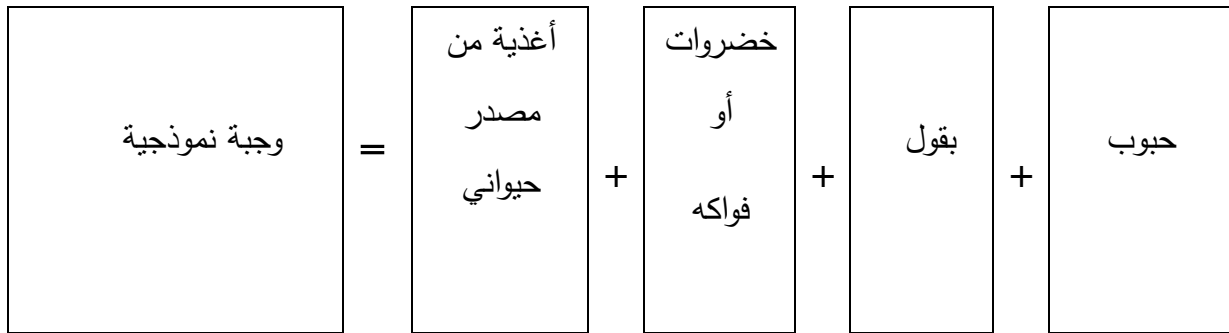 حبوب
+
بقول
+
خضروات
أو
فواكه
+
أغذية من
مصدر
حيواني
=
وجبة نموذجية